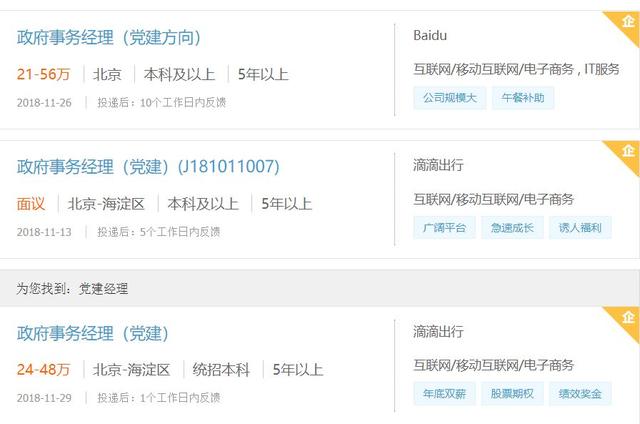 政府事务经理（党建方向）
21-56万 北京 本科及以上 5年以上
2018-11-26 投递后：10个工作日内反馈
企
Baidu
互联网/移动互联网/电子商务 , IT服务
公司规模大 午餐补助
政府事务经理（党建）(J181011007)
面议 北京-海淀区 本科及以上 5年以上
2018-11-13 投递后：5个工作日内反馈
企
滴滴出行
互联网/移动互联网/电子商务
广阔平台 急速成长 诱人福利
为您找到：党建经理
政府事务经理（党建）
24-48万 北京-海淀区 统招本科 5年以上
2018-11-29 投递后：1个工作日内反馈
企
滴滴出行
互联网/移动互联网/电子商务
年底双薪 股票期权 绩效奖金